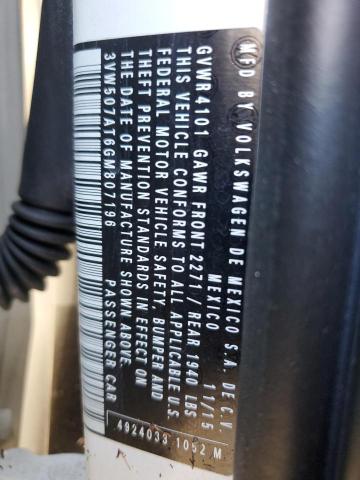 MFD BY VOLKSWAGEN DE MEXICO S.A. DE C.V.
MEXICO 11/15
GVWR 4101 GAWR FRONT 2271/ REAR 1940 LBS
THIS VEHICLE CONFORMS TO ALL APPLICABLE U.S.
FEDERAL MOTOR VEHICLE SAFETY, BUMPER AND
THEFT PREVENTION STANDARDS IN EFFECT ON
THE DATE OF MANUFACTURE SHOWN ABOVE
3VW501AT6GM807196 PASSENGER CAR
4924033 1052 M